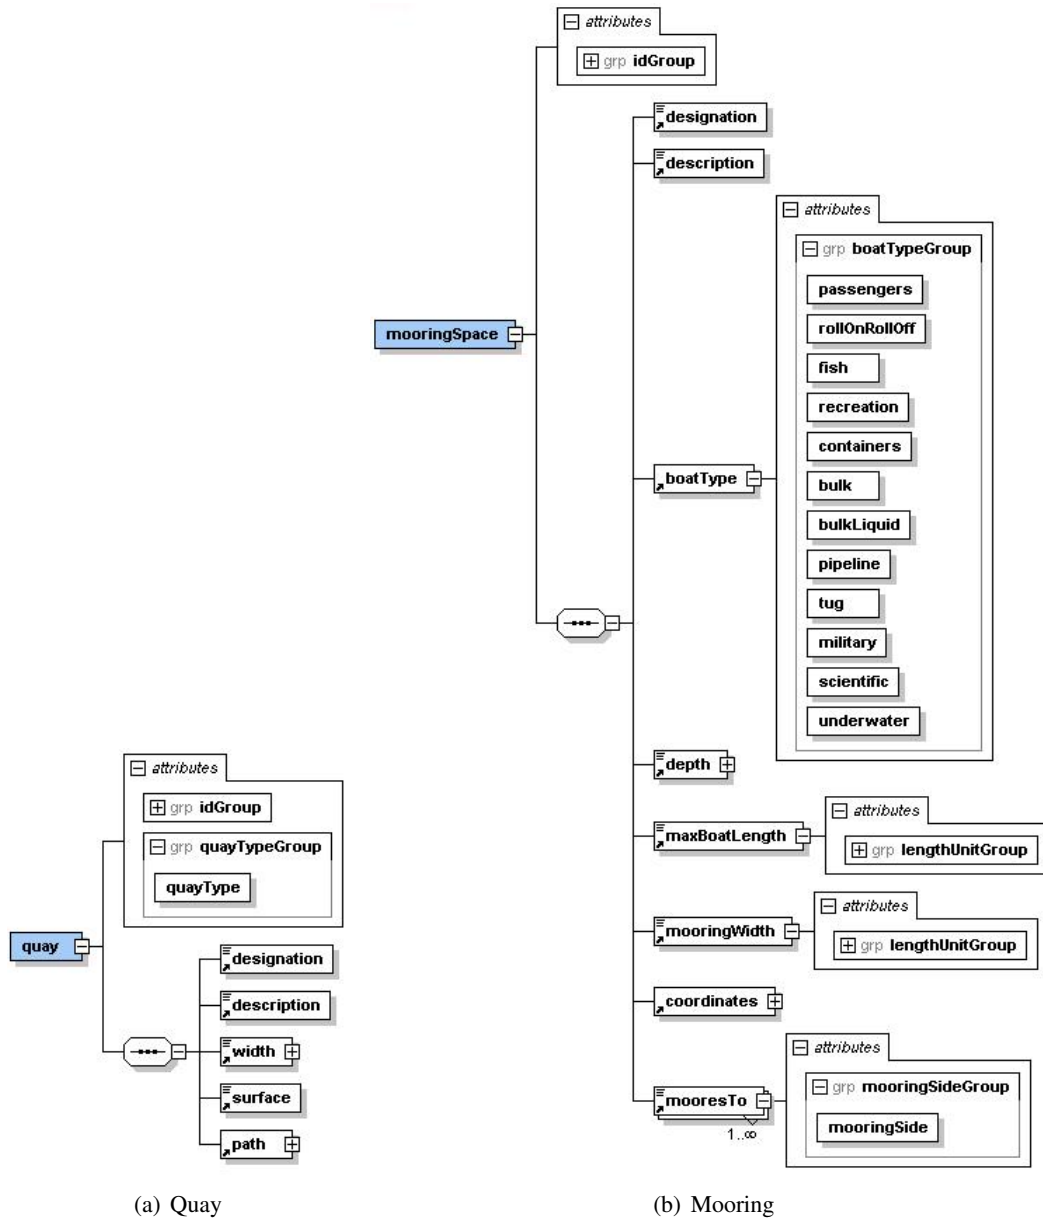 attributes
grp idGroup
designation
description
attributes
grp boatTypeGroup
passengers
rollOnRollOff
mooringSpace
fish
recreation
containers
boatType
bulk
bulkLiquid
pipeline
tug
military
scientific
underwater
depth
attributes
maxBoatLength
grp lengthUnitGroup
attributes
mooringWidth
grp lengthUnitGroup
coordinates
attributes
grp mooringSideGroup
mooresTo
mooringSide
1..∞
attributes
grp idGroup
grp quayTypeGroup
quayType
quay
designation
description
width
surface
path
(a) Quay
(b) Mooring